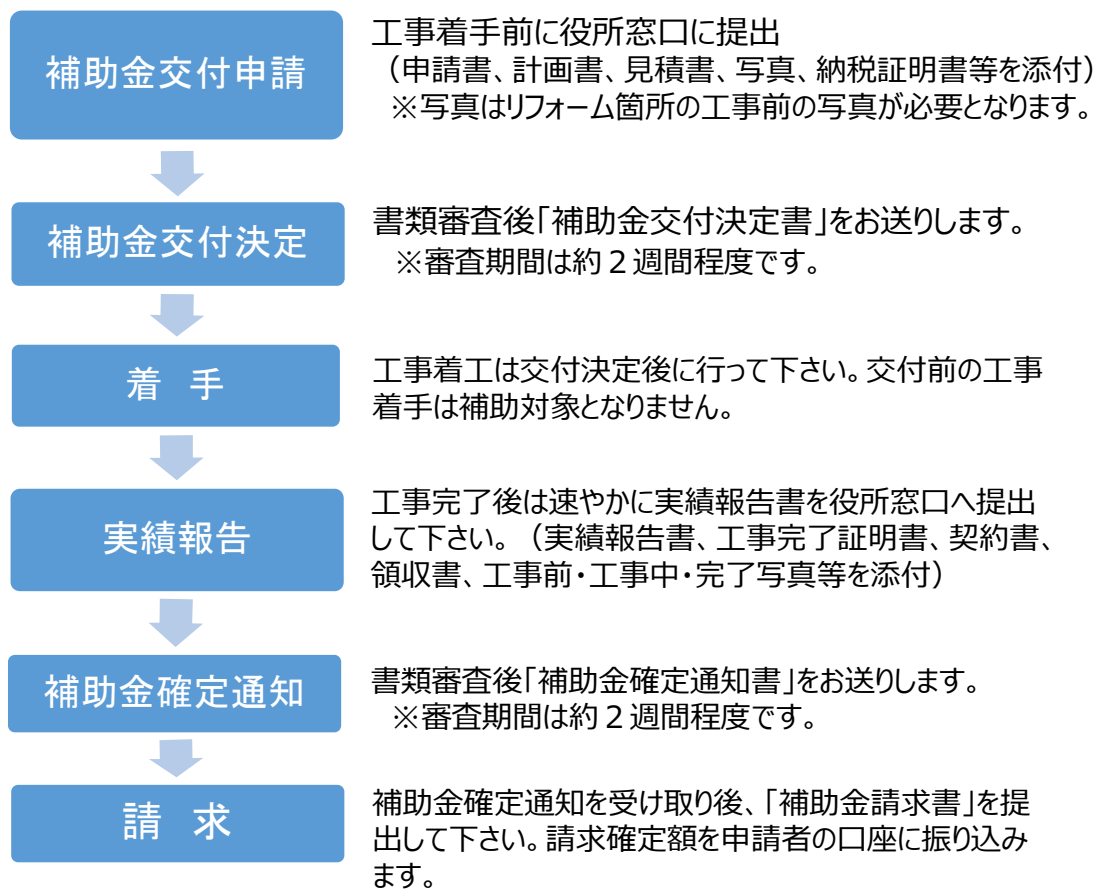 補助金交付申請
工事着手前に役所窓口に提出
（申請書、計画書、見積書、写真、納税証明書等を添付）
※写真はリフォーム箇所の工事前の写真が必要となります。
補助金交付決定
書類審査後「補助金交付決定書」をお送りします。
※審査期間は約２週間程度です。
着　手
工事着工は交付決定後に行って下さい。交付前の工事
着手は補助対象となりません。
実績報告
工事完了後は速やかに実績報告書を役所窓口へ提出
して下さい。（実績報告書、工事完了証明書、契約書、
領収書、工事前・工事中・完了写真等を添付）
補助金確定通知
書類審査後「補助金確定通知書」をお送りします。
※審査期間は約２週間程度です。
請　求
補助金確定通知を受け取り後、「補助金請求書」を提
出して下さい。請求確定額を申請者の口座に振り込み
ます。